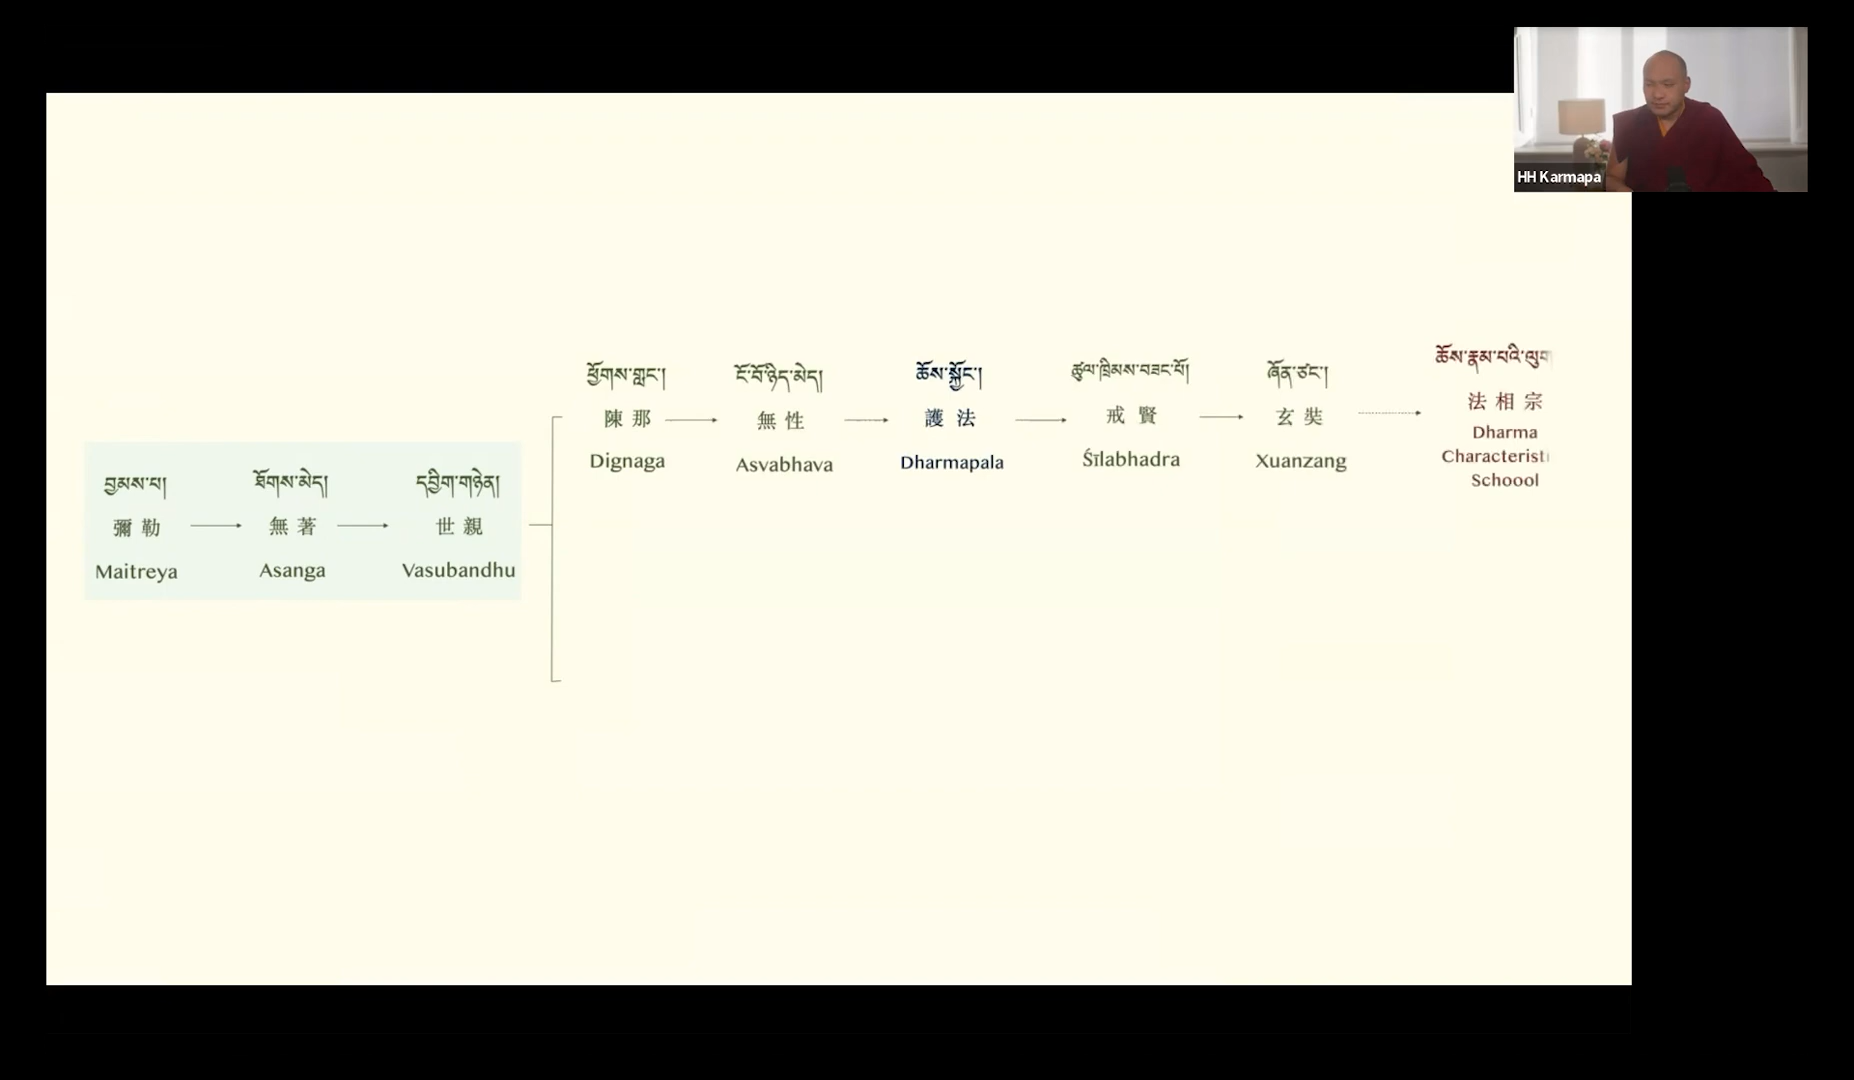 HH Karmapa
བྱམས་པ།
彌勒
Maitreya
ཐོགས་མེད།
無著
Asanga
དབྱིག་གཉེན།
世親
Vasubandhu
ཕྱོགས་གླང་།
陳那
Dignaga
ངོ་བོ་ཉིད་མེད།
無性
Asvabhava
ཆོས་སྐྱོང་།
護法
Dharmapala
ཚུལ་ཁྲིམས་བཟང་པོ།
戒賢
Śīlabhadra
ཞོན་ཙང་།
玄奘
Xuanzang
ཆོས་རྣམ་པའི་ལུག
法相宗
Dharma
Characteristi
Schoool